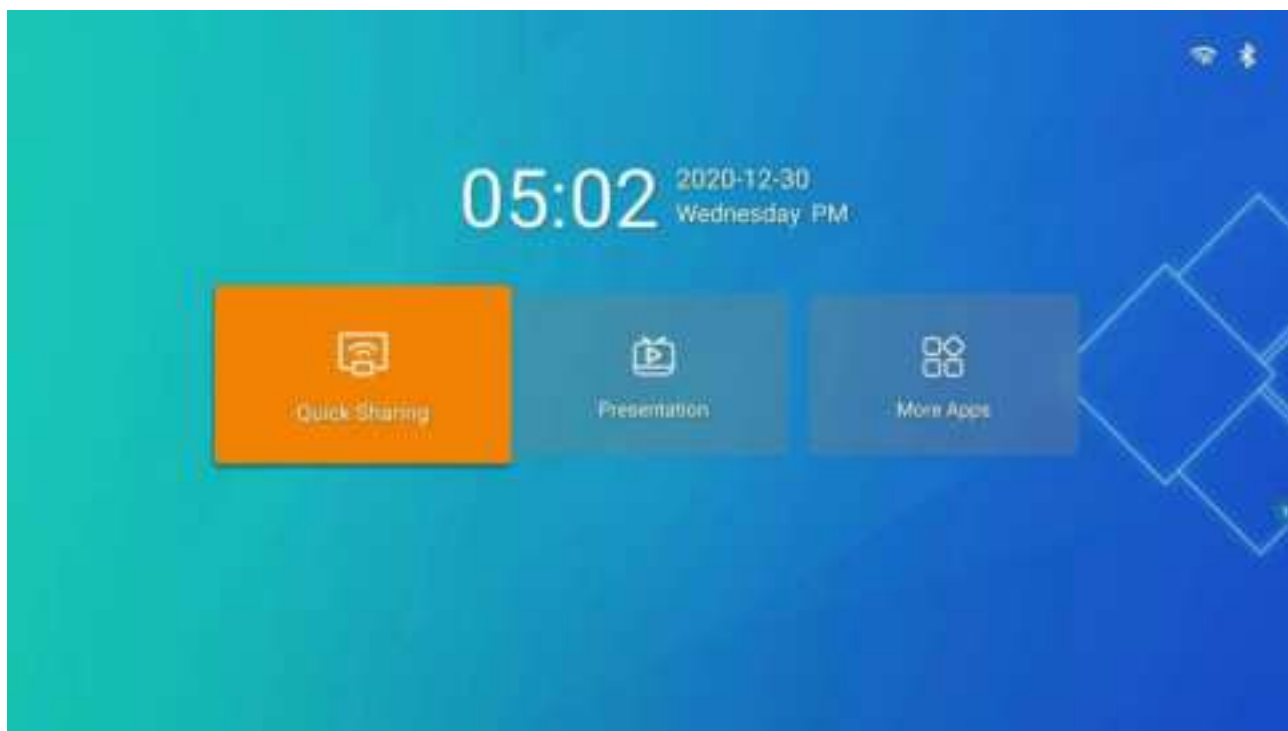 05:02
2020-12-30
Wednesday PM
Quick Sharing
Presentation
More Apps